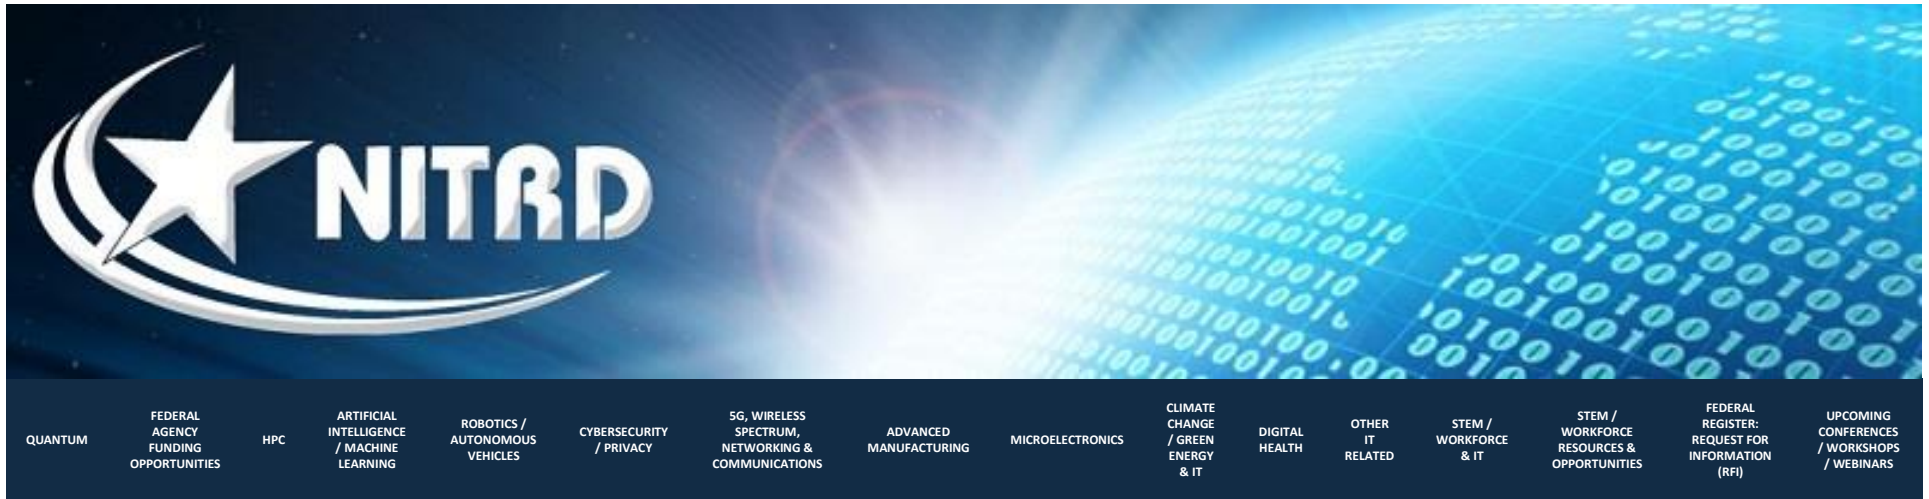 NITRD
QUANTUM
FEDERAL
AGENCY
FUNDING
OPPORTUNITIES
HPC
ARTIFICIAL
INTELLIGENCE
/ MACHINE
LEARNING
ROBOTICS /
AUTONOMOUS
VEHICLES
CYBERSECURITY
/ PRIVACY
5G, WIRELESS
SPECTRUM,
NETWORKING &
COMMUNICATIONS
ADVANCED
MANUFACTURING
MICROELECTRONICS
CLIMATE
CHANGE
/ GREEN
ENERGY
& IT
DIGITAL
HEALTH
OTHER
IT
RELATED
STEM /
WORKFORCE
& IT
STEM /
WORKFORCE
RESOURCES &
OPPORTUNITIES
FEDERAL
REGISTER:
REQUEST FOR
INFORMATION
(RFI)
UPCOMING
CONFERENCES
/ WORKSHOPS
/ WEBINARS